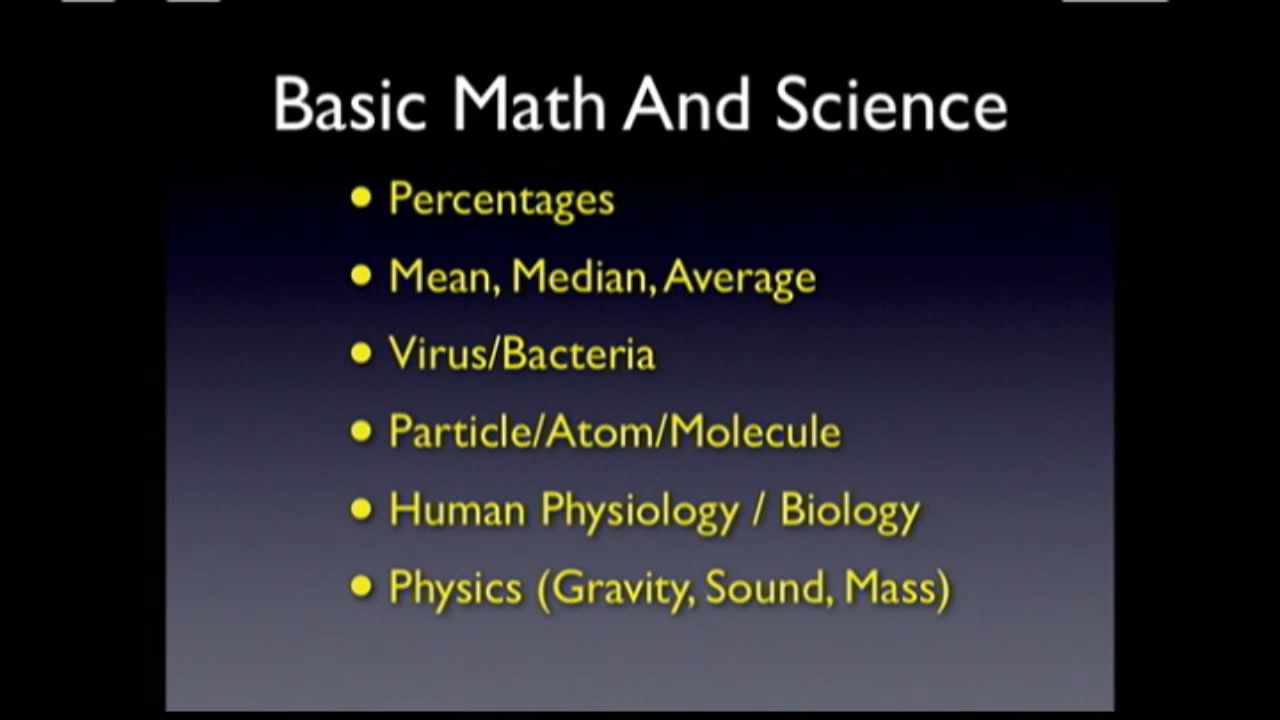 Basic Math And Science
• Percentages
• Mean, Median, Average
• Virus/Bacteria
• Particle/Atom/Molecule
• Human Physiology / Biology
• Physics (Gravity, Sound, Mass)